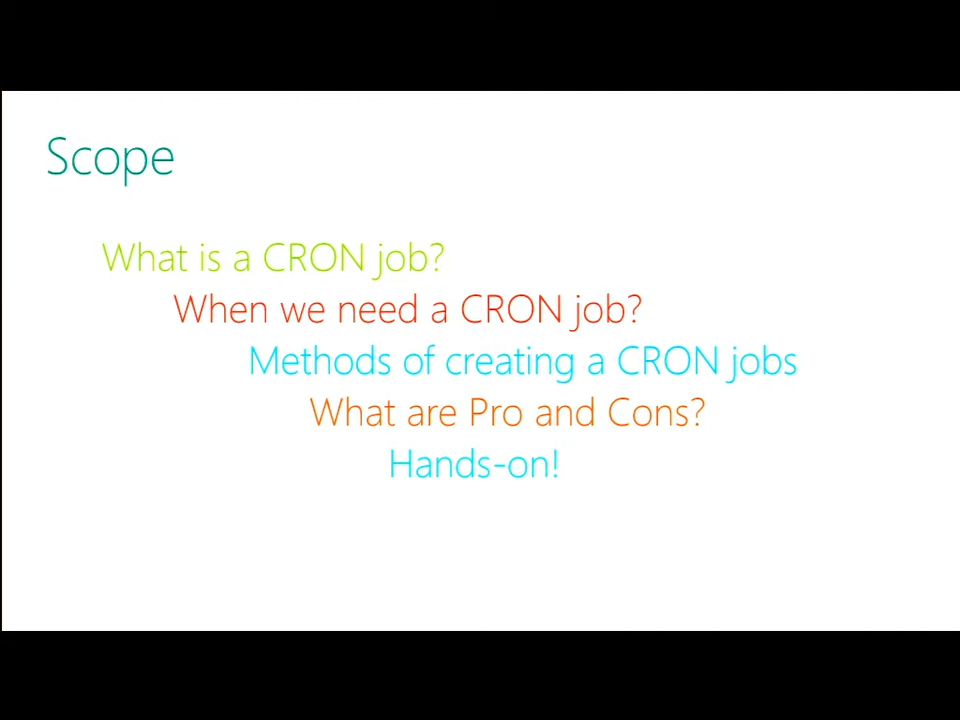 Scope
What is a CRON job?
When we need a CRON job?
Methods of creating a CRON jobs
What are Pro and Cons?
Hands-on!